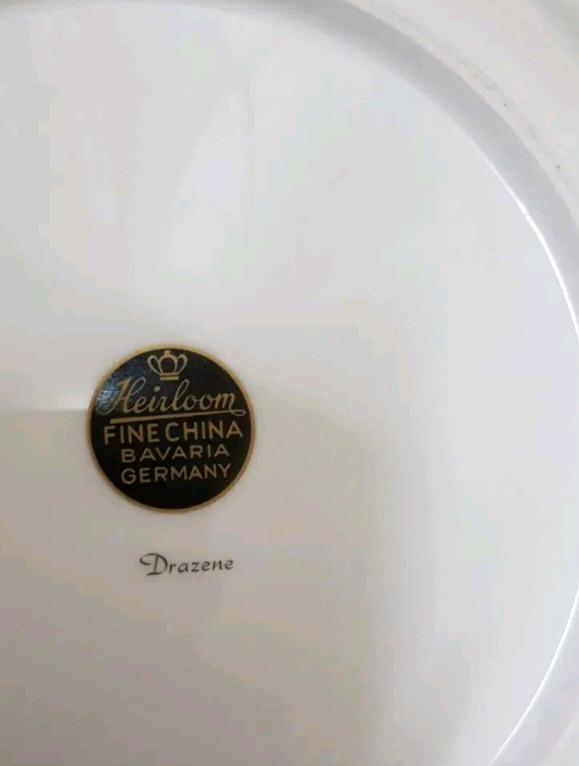 Heirloom
FINE CHINA
BAVARIA
GERMANY
Drazene